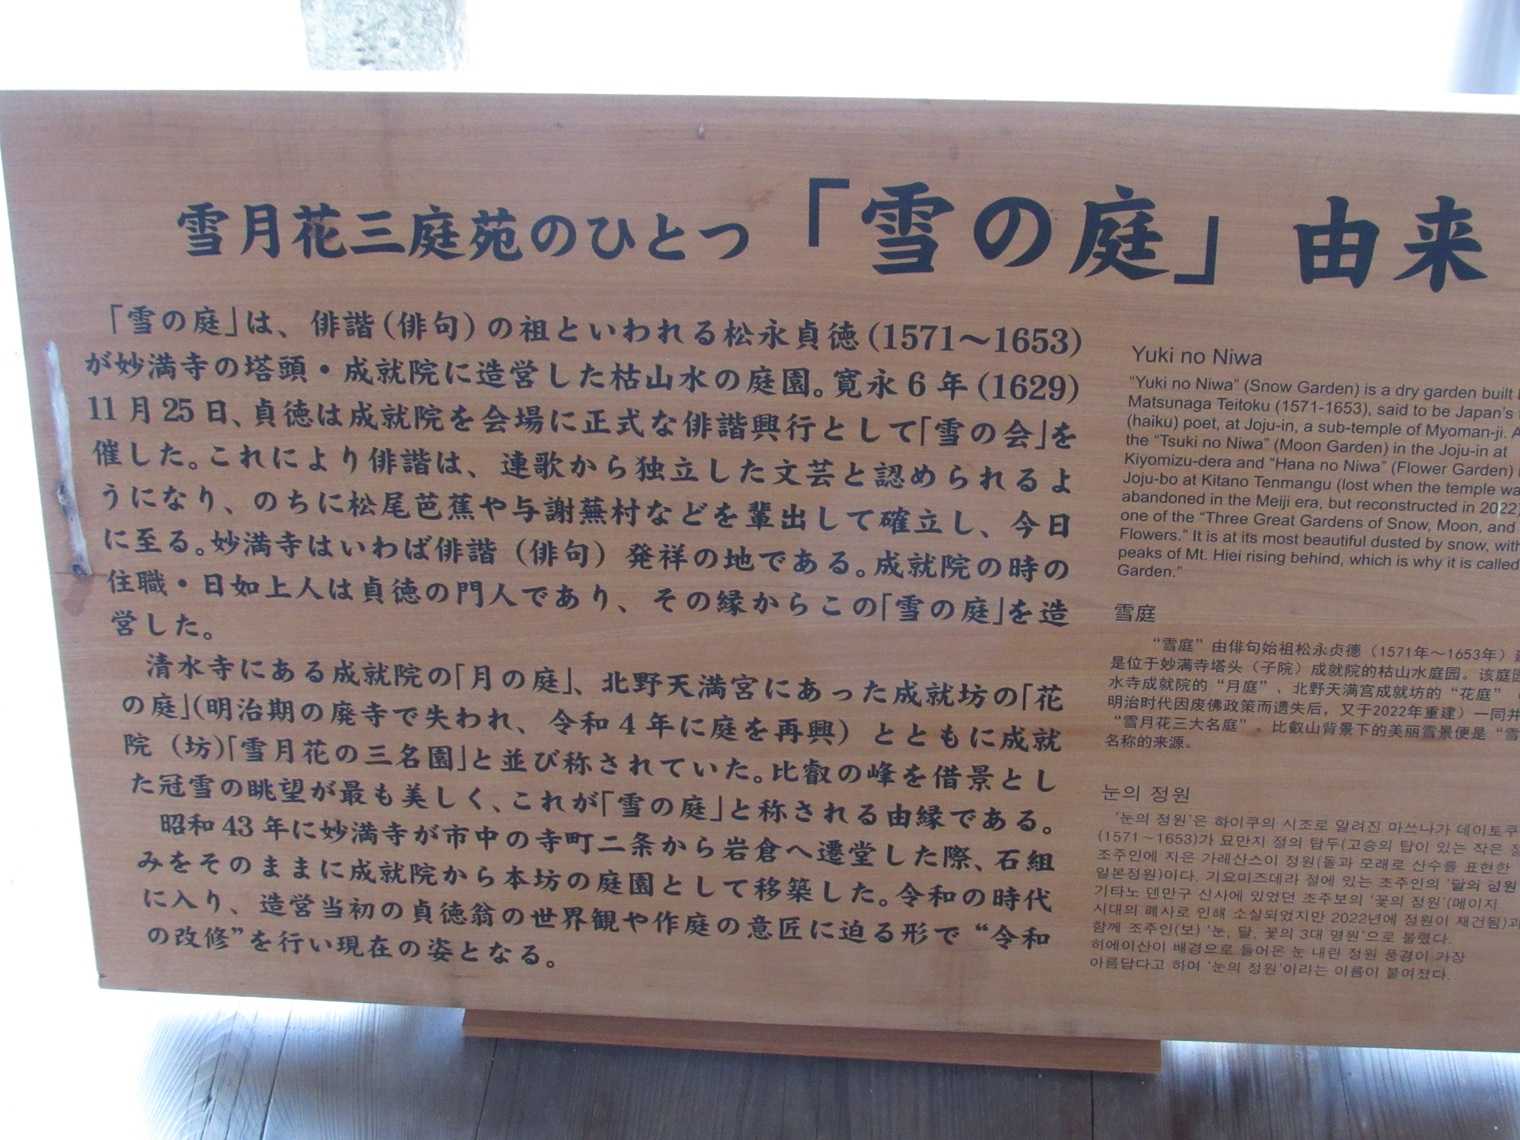 雪月花三庭苑のひとつ「雪の庭」由来
「雪の庭」は、俳諧(俳句)の祖といわれる松永貞徳(1571～1653)
が妙満寺の塔頭・成就院に造営した枯山水の庭園。寛永6年(1629)
11月25日、貞徳は成就院を会場に正式な俳諧興行として「雪の会」を
催した。これにより俳諧は、連歌から独立した文芸と認められるよ
うになり、のちに松尾芭蕉や与謝蕪村などを輩出して確立し、今日
に至る。妙満寺はいわば俳諧（俳句）発祥の地である。成就院の時の
住職・日如上人は貞徳の門人であり、その縁からこの「雪の庭」を造
営した。
清水寺にある成就院の「月の庭」、北野天満宮にあった成就坊の「花
の庭」(明治期の廃寺で失われ、令和4年に庭を再興）とともに成就
院（坊）「雪月花の三名園」と並び称されていた。比叡の峰を借景とし
た冠雪の眺望が最も美しく、これが「雪の庭」と称される由縁である。
昭和43年に妙満寺が市中の寺町二条から岩倉へ遷堂した際、石組
みをそのままに成就院から本坊の庭園として移築した。令和の時代
に入り、造営当初の貞徳翁の世界観や作庭の意匠に迫る形で“令和
の改修”を行い現在の姿となる。
Yuki no Niwa
“Yuki no Niwa” (Snow Garden) is a dry garden built
Matsunaga Teitoku (1571-1653), said to be Japan's
(haiku) poet, at Joju-in, a sub-temple of Myoman-ji.
the “Tsuki no Niwa” (Moon Garden) in the Joju-in at
Kiyomizu-dera and “Hana no Niwa” (Flower Garden)
Joju-bo at Kitano Tenmangu (lost when the temple wa
abandoned in the Meiji era, but reconstructed in 2022)
one of the “Three Great Gardens of Snow, Moon, and
Flowers.” It is at its most beautiful dusted by snow, with
peaks of Mt. Hiei rising behind, which is why it is called
Garden.”
雪庭
“雪庭”由俳句始祖松永贞德（1571年～1653年）
是位于妙满寺塔头（子院）成就院的枯山水庭园。该庭园
水寺成就院的“月庭”、北野天满宫成就坊的“花庭”（
明治时代因废佛政策而遗失后，又于2022年重建）一同并
“雪月花三大名庭”。比叡山背景下的美丽雪景便是“雪
名称的来源。
눈의 정원
'눈의 정원'은 하이쿠의 시조로 알려진 마쓰나가 데이토쿠
(1571～1653)가 묘만지 절의 탑두(고승의 탑이 있는 작은
조주인에 지은 가레산스이 정원(돌과 모래로 산수를 표현한
일본정원)이다. 기요미즈데라 절에 있는 조주인의 '달의 정원'
기타노 덴만구 신사에 있었던 조주보의 '꽃의 정원'(메이지
시대의 폐사로 인해 소실되었지만 2022년에 정원이 재건됨)과
함께 조주인(보) '눈, 달, 꽃의 3대 명원'으로 불렸다.
히에이산이 배경으로 들어온 눈 내린 정원 풍경이 가장
아름답다고 하여 '눈의 정원'이라는 이름이 붙여졌다.